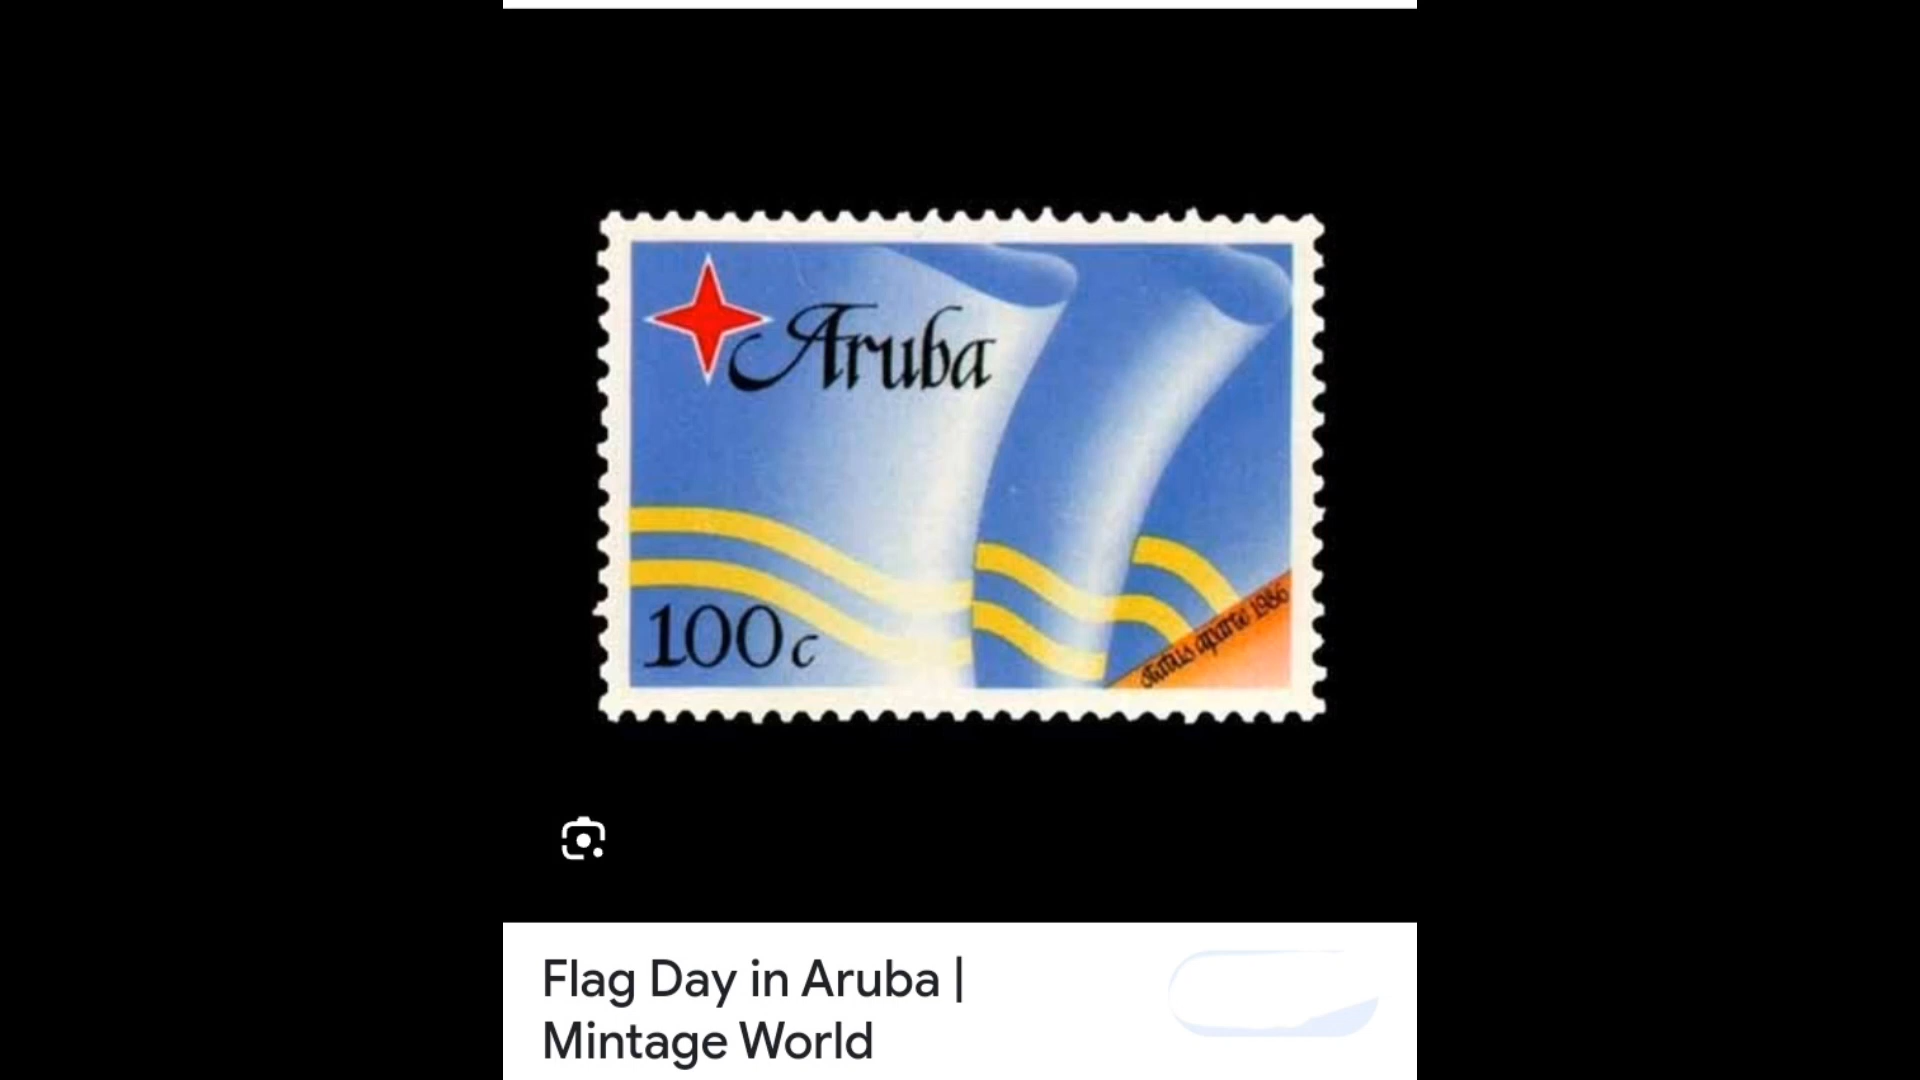 Aruba
100c
status aparte 1986
Flag Day in Aruba |
Mintage World